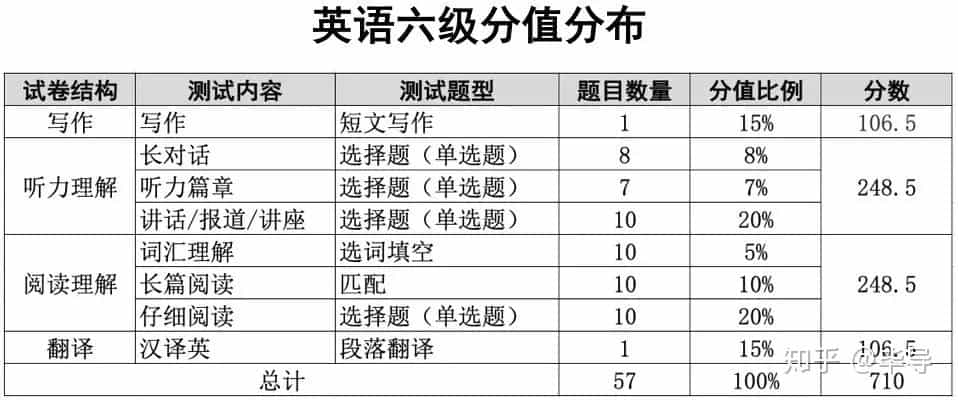 英语六级分值分布
试卷结构 测试内容 测试题型 题目数量 分值比例 分数
写作 写作 短文写作 1 15% 106.5
听力理解 长对话 选择题（单选题） 8 8% 248.5
听力篇章 选择题（单选题） 7 7%
讲话/报道/讲座 选择题（单选题） 10 20%
阅读理解 词汇理解 选词填空 10 5% 248.5
长篇阅读 匹配 10 10%
仔细阅读 选择题（单选题） 10 20%
翻译 汉译英 段落翻译 1 15% 106.5
总计 57 100% 710
知乎 @毕导